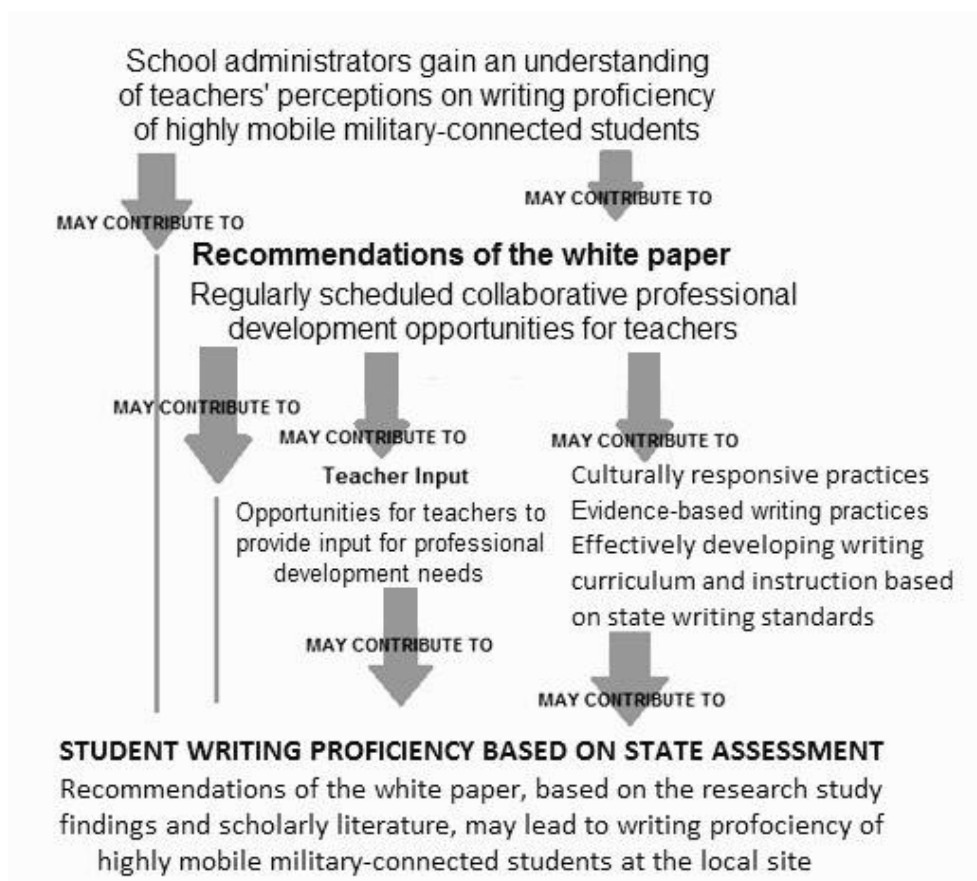 School administrators gain an understanding
of teachers' perceptions on writing proficiency
of highly mobile military-connected students
MAY CONTRIBUTE TO
MAY CONTRIBUTE TO
Recommendations of the white paper
Regularly scheduled collaborative professional
development opportunities for teachers
MAY CONTRIBUTE TO
MAY CONTRIBUTE TO
MAY CONTRIBUTE TO
Teacher Input
Opportunities for teachers to
provide input for professional
development needs
MAY CONTRIBUTE TO
Culturally responsive practices
Evidence-based writing practices
Effectively developing writing
curriculum and instruction based
on state writing standards
MAY CONTRIBUTE TO
STUDENT WRITING PROFICIENCY BASED ON STATE ASSESSMENT
Recommendations of the white paper, based on the research study
findings and scholarly literature, may lead to writing profociency of
highly mobile military-connected students at the local site